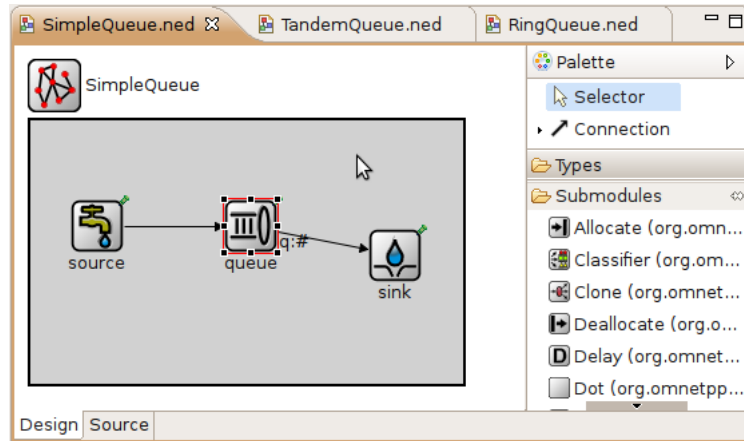 SimpleQueue.ned TandemQueue.ned RingQueue.ned
SimpleQueue
source
queue
q:#
sink
Palette
Selector
Connection
Types
Submodules
Allocate (org.omn...
Classifier (org.om...
Clone (org.omnet...
Deallocate (org.o...
D Delay (org.omnet...
Dot (org.omnetpp...
Design Source